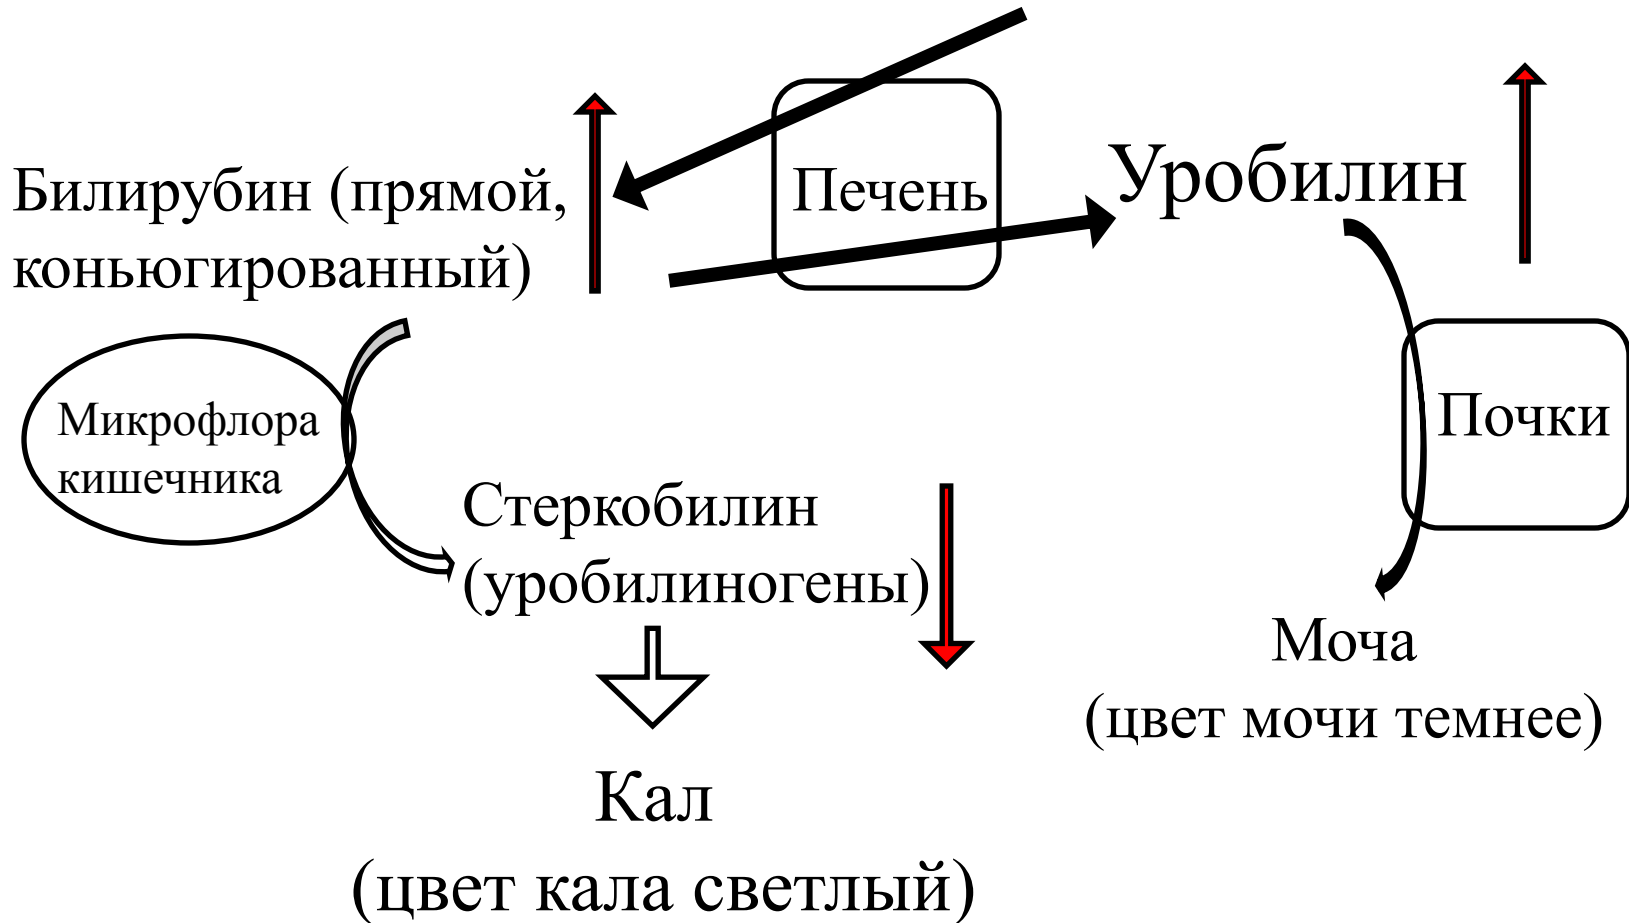 Билирубин (прямой,
коньюгированный)
Печень
Уробилин
Микрофлора
кишечника
Почки
Стеркобилин
(уробилиногены)
Моча
(цвет мочи темнее)
Кал
(цвет кала светлый)